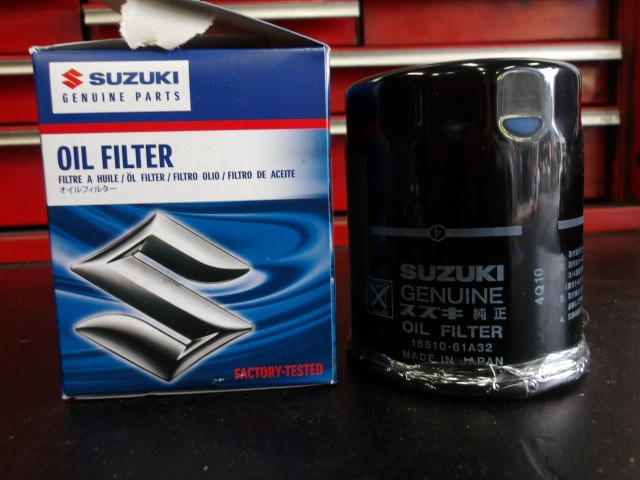 SUZUKI
GENUINE PARTS
OIL FILTER
FILTRE A HUILE / ÖL FILTER / FILTRO OLIO / FILTRO DE ACEITE
オイルフィルター
FACTORY-TESTED
4
SUZUKI
GENUINE
スズキ 純正
OIL FILTER
16510-61A32
MADE IN JAPAN
4Q10